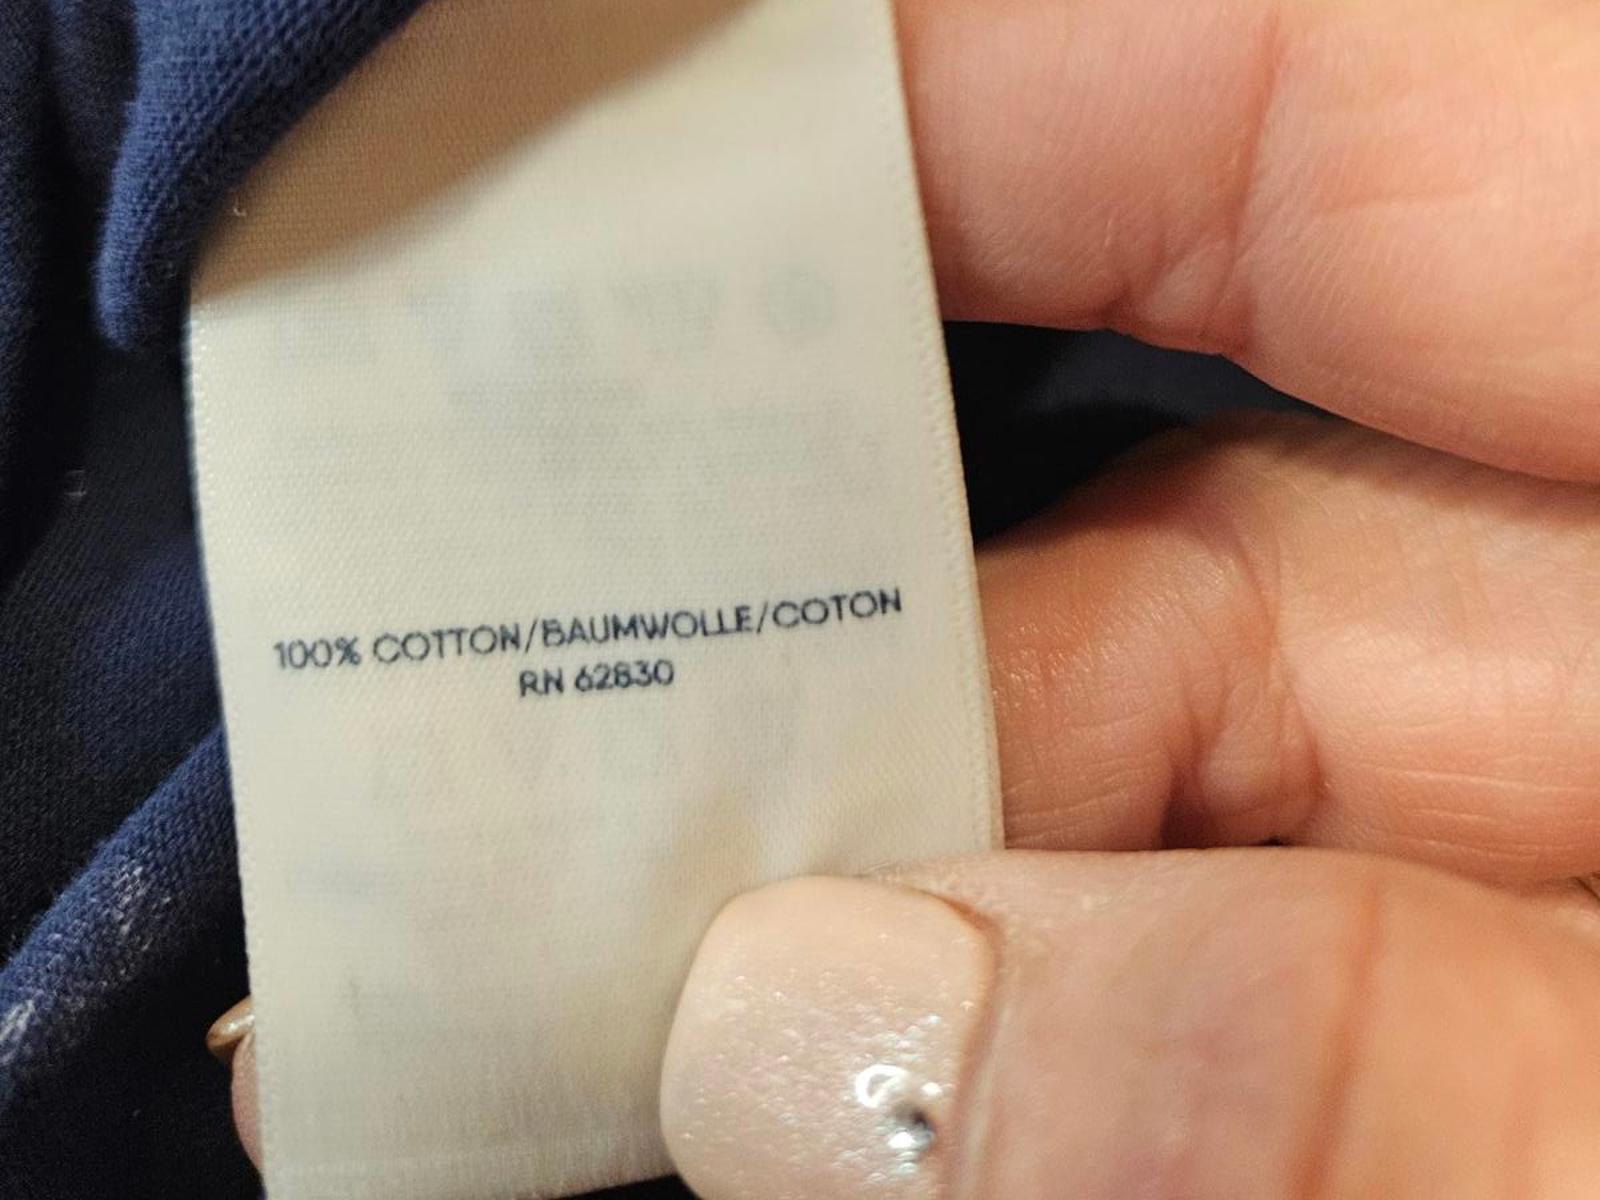 100% COTTON/BAUMWOLLE/COTON
RN 62830